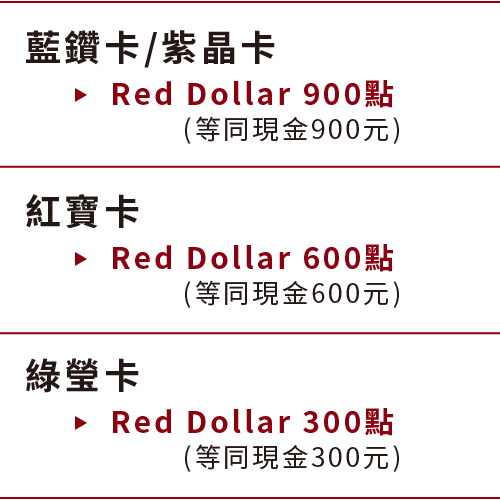 藍鑽卡/紫晶卡
▶ Red Dollar 900點
(等同現金900元)
紅寶卡
▶ Red Dollar 600點
(等同現金600元)
綠瑩卡
▶ Red Dollar 300點
(等同現金300元)